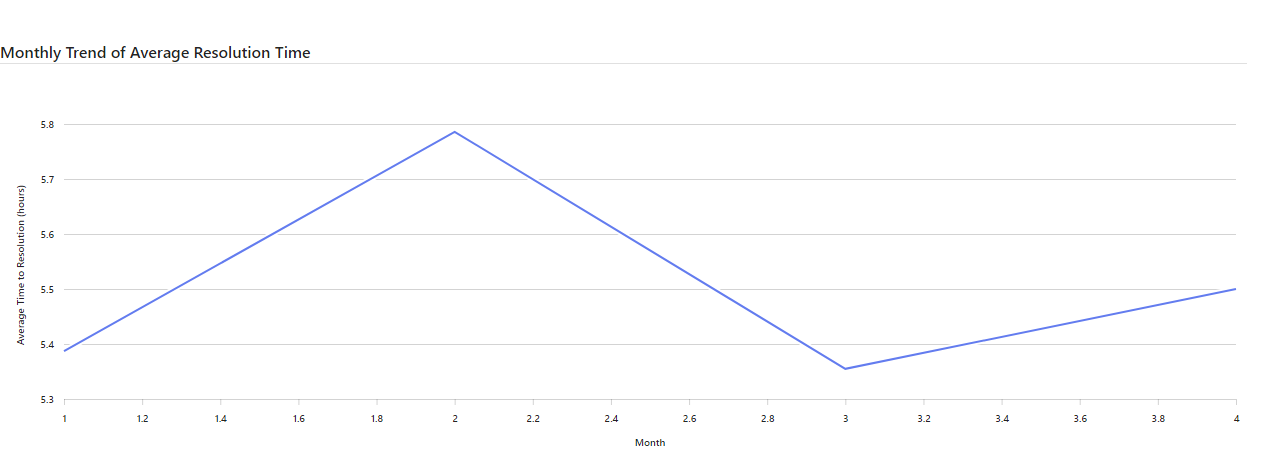 Monthly Trend of Average Resolution Time
Average Time to Resolution (hours)
5.8
5.7
5.6
5.5
5.4
5.3
1 1.2 1.4 1.6 1.8 2 2.2 2.4 2.6 2.8 3 3.2 3.4 3.6 3.8 4
Month